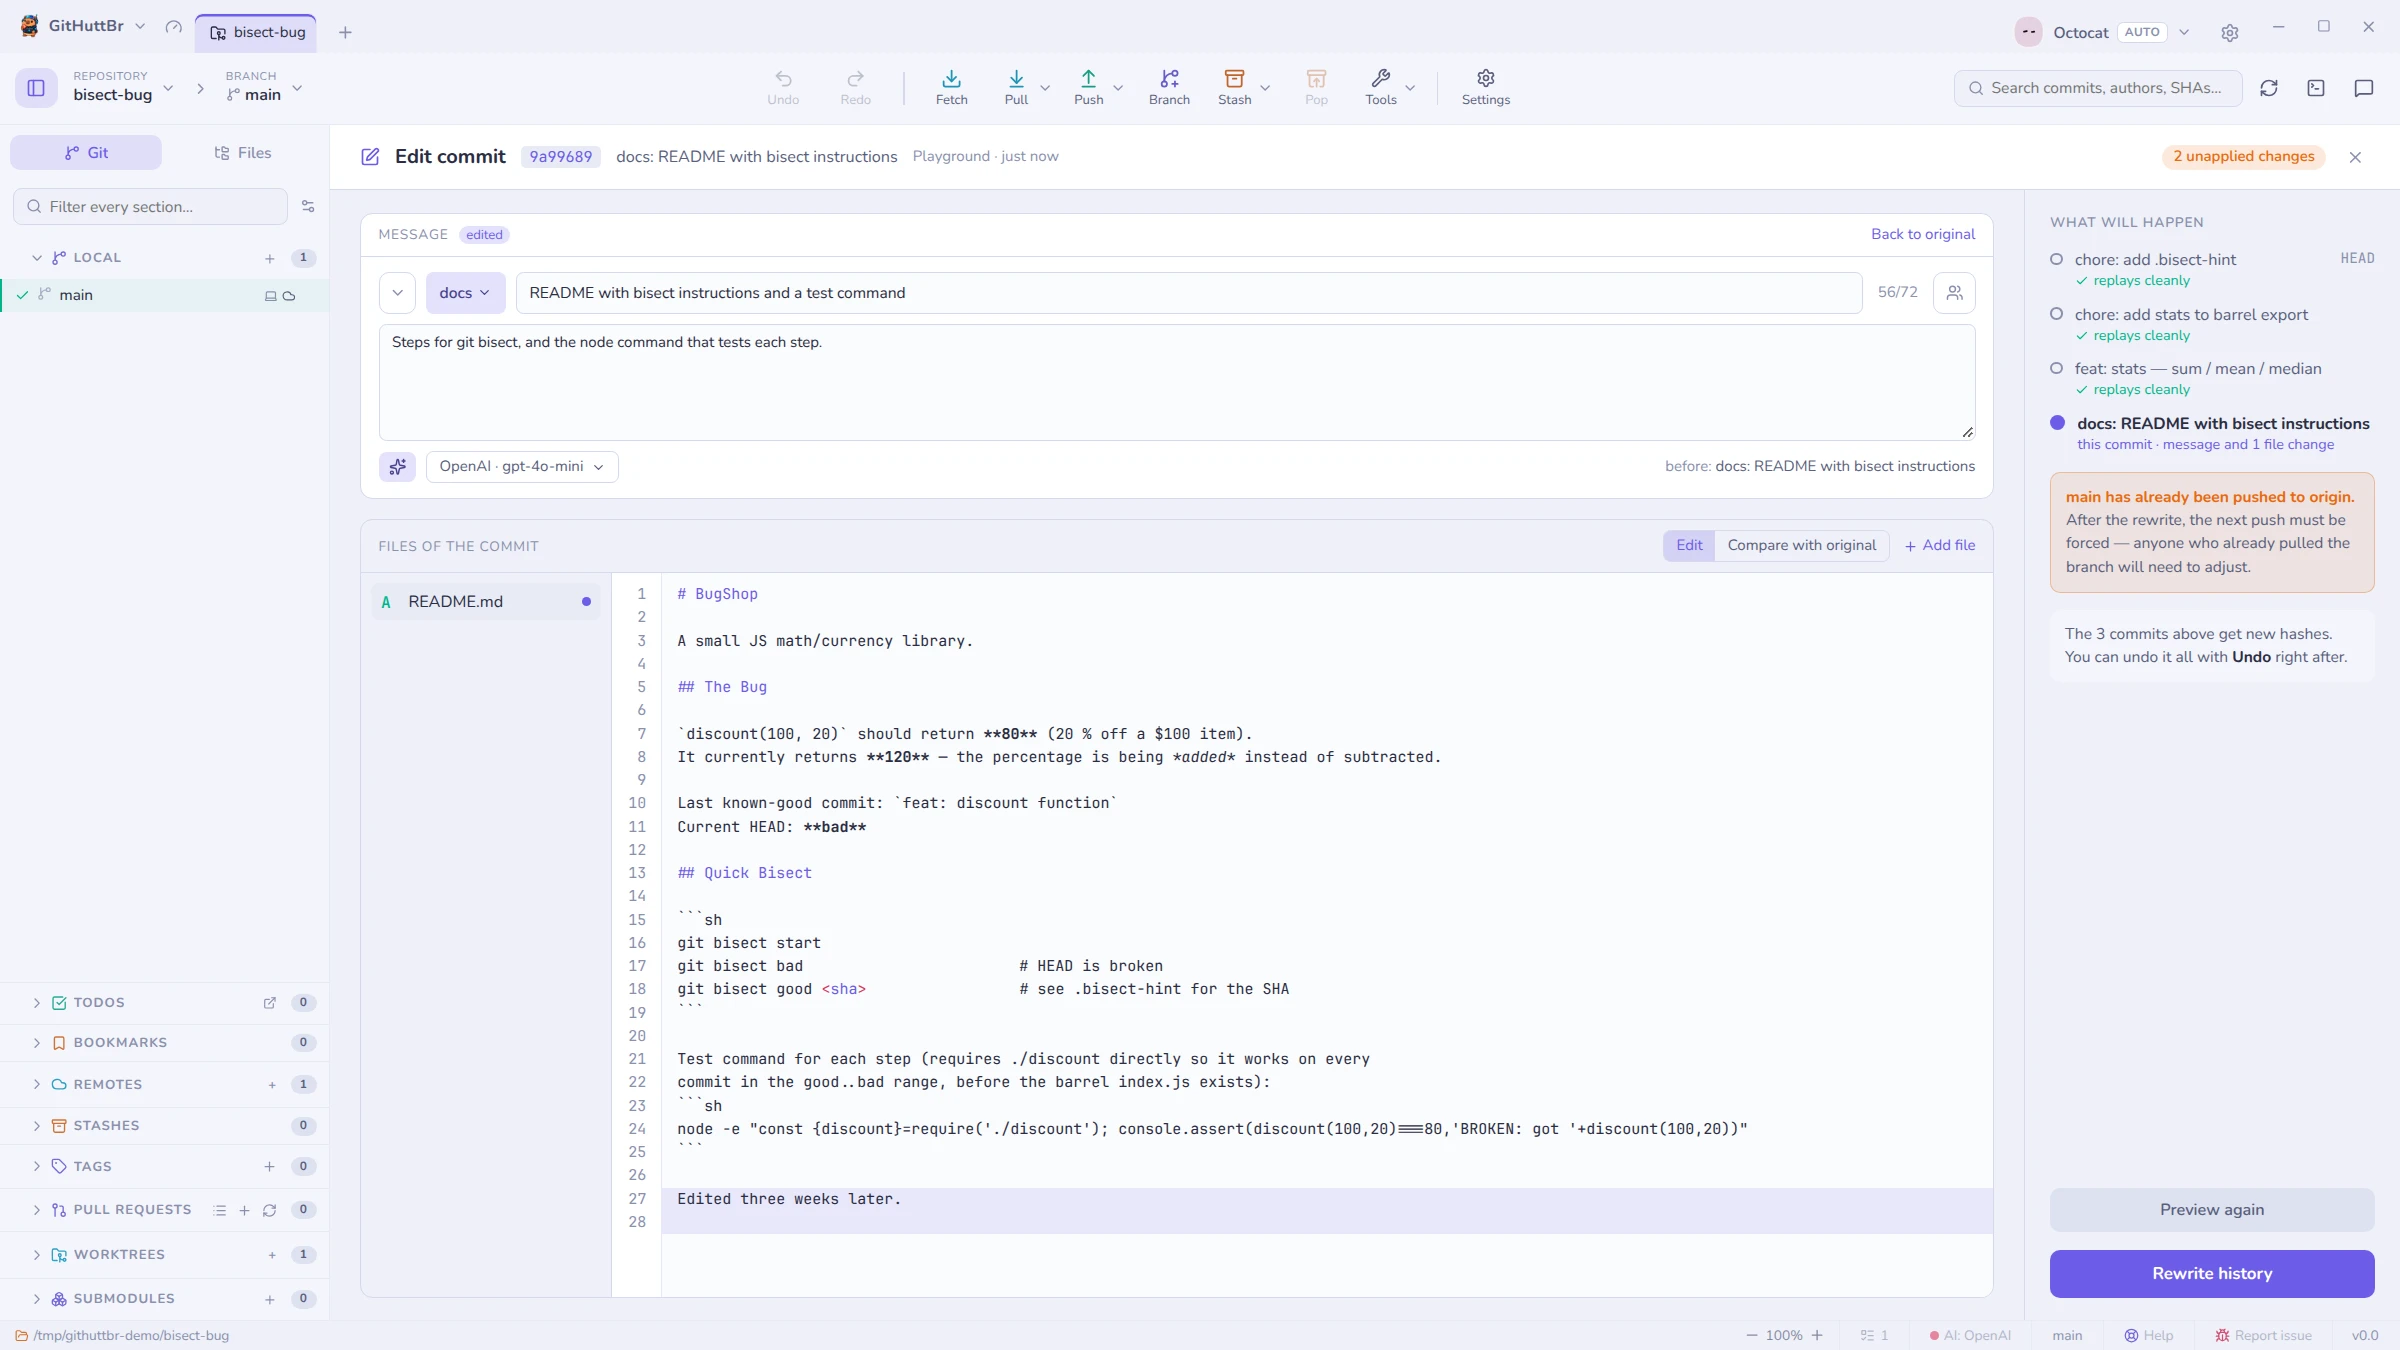 GitHuttBr
bisect-bug
Octocat AUTO
REPOSITORY
bisect-bug
BRANCH
main
Undo
Redo
Fetch
Pull
Push
Branch
Stash
Pop
Tools
Settings
Search commits, authors, SHAs...
Git
Files
Filter every section...
LOCAL 1
main
TODOS 0
BOOKMARKS 0
REMOTES 1
STASHES 0
TAGS 0
PULL REQUESTS 0
WORKTREES 1
SUBMODULES 0
Edit commit 9a99689 docs: README with bisect instructions Playground · just now
2 unapplied changes
MESSAGE edited
Back to original
docs README with bisect instructions and a test command 56/72
Steps for git bisect, and the node command that tests each step.
OpenAI · gpt-4o-mini
before: docs: README with bisect instructions
FILES OF THE COMMIT
Edit Compare with original + Add file
A README.md
1 # BugShop
2
3 A small JS math/currency library.
4
5 ## The Bug
6
7 `discount(100, 20)` should return **80** (20 % off a $100 item).
8 It currently returns **120** — the percentage is being *added* instead of subtracted.
9
10 Last known-good commit: `feat: discount function`
11 Current HEAD: **bad**
12
13 ## Quick Bisect
14
15 ```sh
16 git bisect start
17 git bisect bad # HEAD is broken
18 git bisect good <sha> # see .bisect-hint for the SHA
19 ```
20
21 Test command for each step (requires ./discount directly so it works on every
22 commit in the good..bad range, before the barrel index.js exists):
23 ```sh
24 node -e "const {discount}=require('./discount'); console.assert(discount(100,20)===80,'BROKEN: got '+discount(100,20))"
25 ```
26
27 Edited three weeks later.
28
WHAT WILL HAPPEN
chore: add .bisect-hint HEAD
replays cleanly
chore: add stats to barrel export
replays cleanly
feat: stats — sum / mean / median
replays cleanly
docs: README with bisect instructions
this commit · message and 1 file change
main has already been pushed to origin.
After the rewrite, the next push must be
forced — anyone who already pulled the
branch will need to adjust.
The 3 commits above get new hashes.
You can undo it all with Undo right after.
Preview again
Rewrite history
/tmp/githuttbr-demo/bisect-bug
100%
1
AI: OpenAI
main
Help
Report issue
v0.0